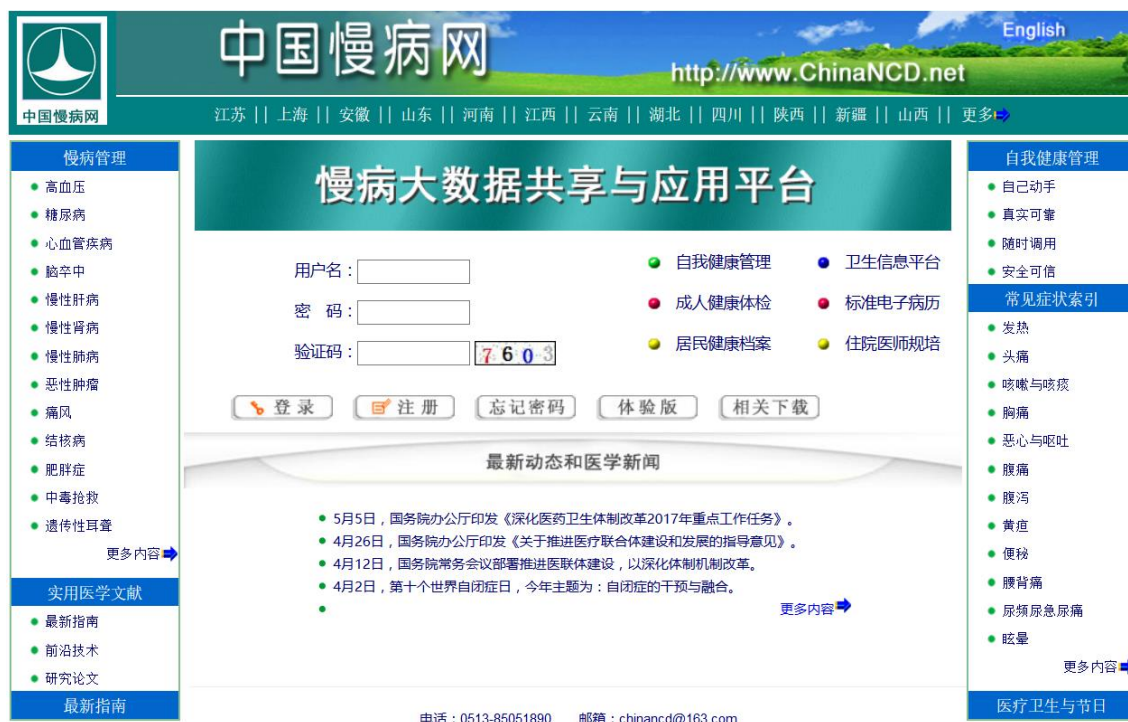 中国慢病网
English
http://www.ChinaNCD.net
中国慢病网
江苏 || 上海 || 安徽 || 山东 || 河南 || 江西 || 云南 || 湖北 || 四川 || 陕西 || 新疆 || 山西 || 更多
慢病管理
高血压
糖尿病
心血管疾病
脑卒中
慢性肝病
慢性肾病
慢性肺病
恶性肿瘤
痛风
结核病
肥胖症
中毒抢救
遗传性耳聋
更多内容
实用医学文献
最新指南
前沿技术
研究论文
最新指南
慢病大数据共享与应用平台
用户名：
密 码：
验证码： 7603
自我健康管理 卫生信息平台
成人健康体检 标准电子病历
居民健康档案 住院医师规培
登录 注册 忘记密码 体验版 相关下载
最新动态和医学新闻
5月5日，国务院办公厅印发《深化医药卫生体制改革2017年重点工作任务》。
4月26日，国务院办公厅印发《关于推进医疗联合体建设和发展的指导意见》。
4月12日，国务院常务会议部署推进医联体建设，以深化体制机制改革。
4月2日，第十个世界自闭症日，今年主题为：自闭症的干预与融合。
更多内容
电话：0513-85051890 邮箱：chinancd@163.com
自我健康管理
自己动手
真实可靠
随时调用
安全可信
常见症状索引
发热
头痛
咳嗽与咳痰
胸痛
恶心与呕吐
腹痛
腹泻
黄疸
便秘
腰背痛
尿频尿急尿痛
眩晕
更多内容
医疗卫生与节日